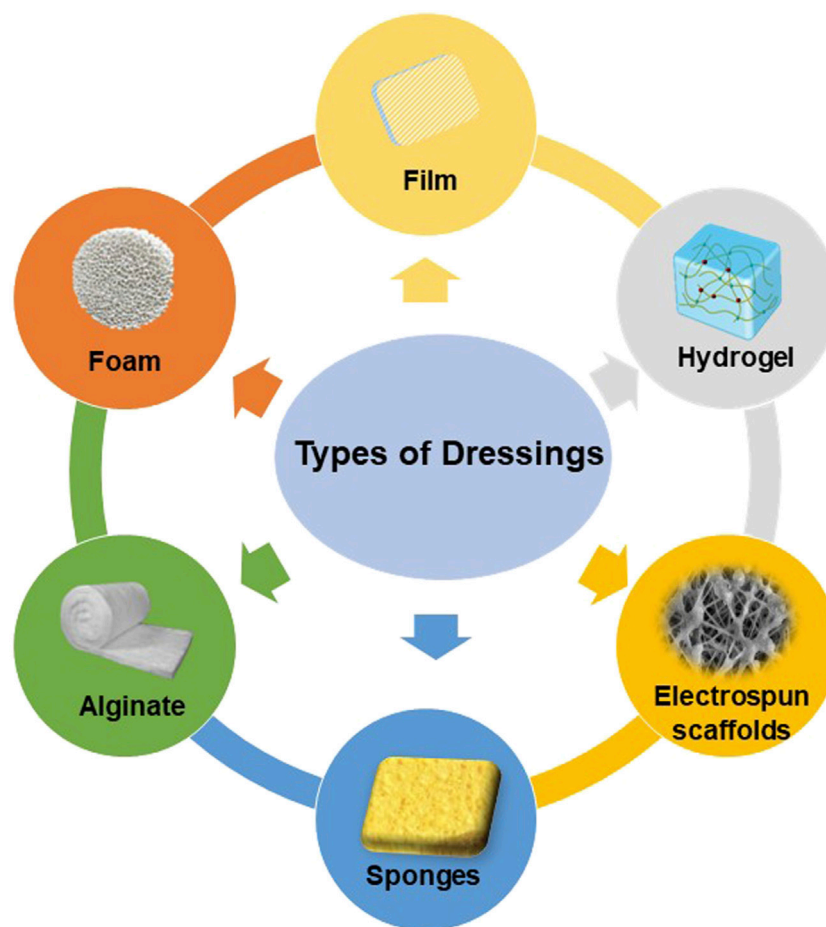 Film
Foam
Hydrogel
Types of Dressings
Alginate
Electrospun
scaffolds
Sponges